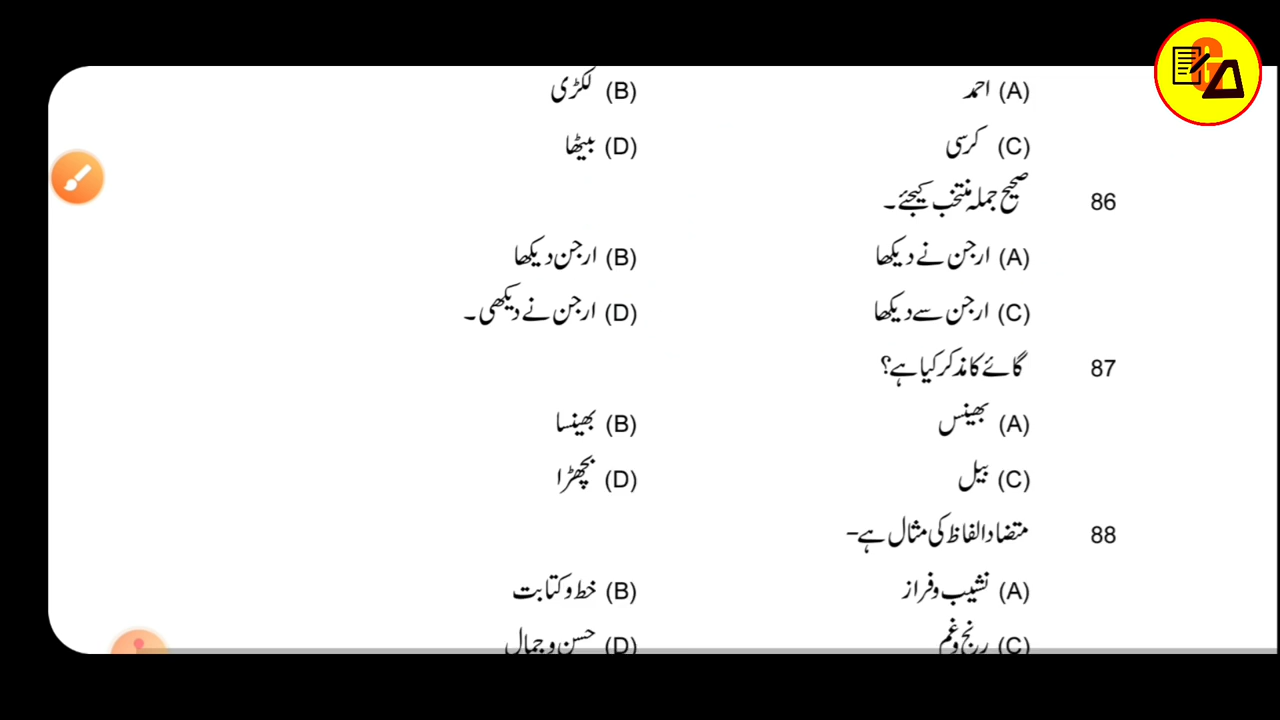 (A) احمد (B) لکڑی
(C) کرسی (D) بیٹھا
86 صحیح جملہ منتخب کیجئے۔
(A) ارجن نے دیکھا (B) ارجن دیکھا
(C) ارجن سے دیکھا (D) ارجن نے دیکھی۔
87 گائے کا مذکر کیا ہے؟
(A) بھینس (B) بھینسا
(C) بیل (D) بچھڑا
88 متضاد الفاظ کی مثال ہے-
(A) نشیب وفراز (B) خط و کتابت
(C) رنج وغم (D) حسن و جمال